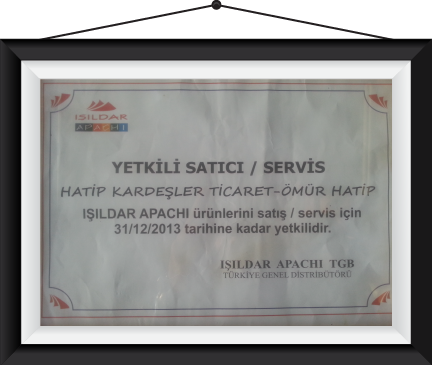 IŞILDAR
APACHI
YETKİLİ SATICI / SERVİS
HATİP KARDEŞLER TİCARET-ÖMÜR HATİP
IŞILDAR APACHI ürünlerini satış / servis için
31/12/2013 tarihine kadar yetkilidir.
IŞILDAR APACHI TGB
TÜRKİYE GENEL DİSTRİBÜTÖRÜ